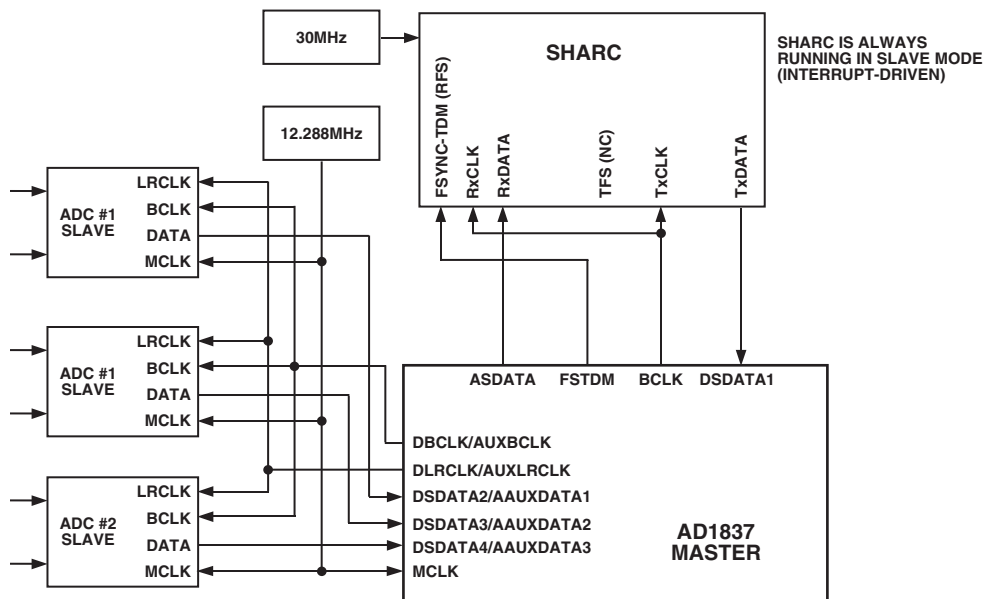 30MHz
SHARC
SHARC IS ALWAYS
RUNNING IN SLAVE MODE
(INTERRUPT-DRIVEN)
12.288MHz
FSYNC-TDM (RFS)
RxCLK
RxDATA
TFS (NC)
TxCLK
TxDATA
ADC #1
SLAVE
LRCLK
BCLK
DATA
MCLK
ADC #1
SLAVE
LRCLK
BCLK
DATA
MCLK
ADC #2
SLAVE
LRCLK
BCLK
DATA
MCLK
ASDATA
FSTDM
BCLK
DSDATA1
DBCLK/AUXBCLK
DLRCLK/AUXLRCLK
DSDATA2/AAUXDATA1
DSDATA3/AAUXDATA2
DSDATA4/AAUXDATA3
MCLK
AD1837
MASTER